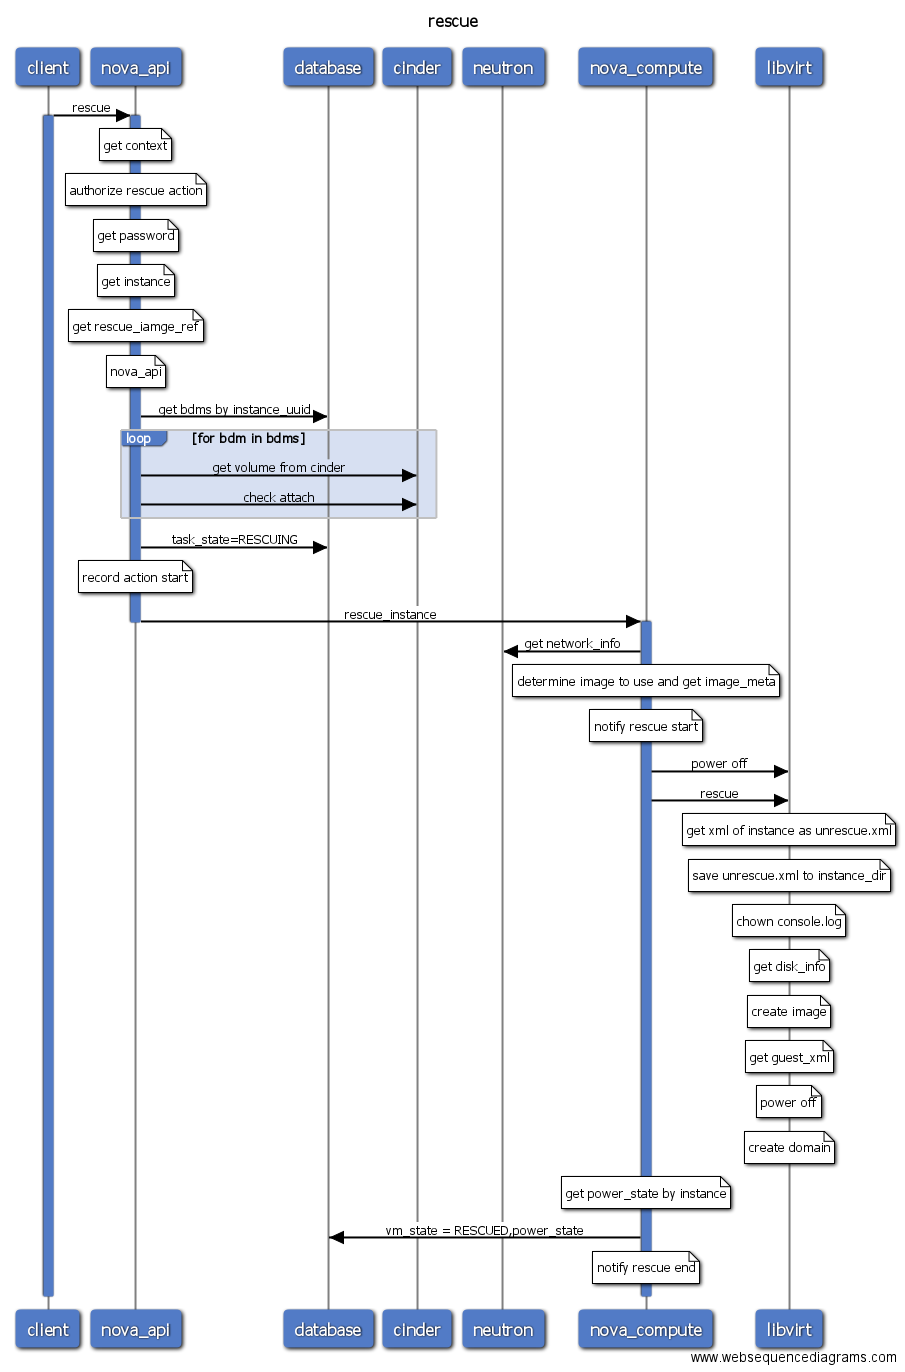 rescue
client
nova_api
database
cinder
neutron
nova_compute
libvirt
rescue
get context
authorize rescue action
get password
get instance
get rescue_iamge_ref
nova_api
get bdms by instance_uuid
loop [for bdm in bdms]
get volume from cinder
check attach
task_state=RESCUING
record action start
rescue_instance
get network_info
determine image to use and get image_meta
notify rescue start
power off
rescue
get xml of instance as unrescue.xml
save unrescue.xml to instance_dir
chown console.log
get disk_info
create image
get guest_xml
power off
create domain
get power_state by instance
vm_state = RESCUED,power_state
notify rescue end
client
nova_api
database
cinder
neutron
nova_compute
libvirt
www.websequencediagrams.com